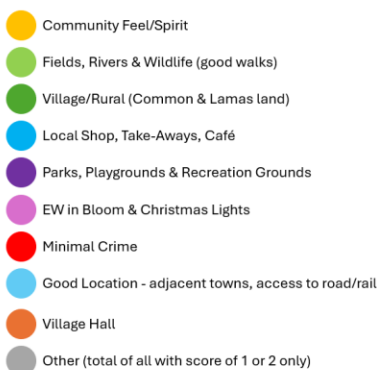 Community Feel/Spirit
Fields, Rivers & Wildlife (good walks)
Village/Rural (Common & Lamas land)
Local Shop, Take-Aways, Café
Parks, Playgrounds & Recreation Grounds
EW in Bloom & Christmas Lights
Minimal Crime
Good Location - adjacent towns, access to road/rail
Village Hall
Other (total of all with score of 1 or 2 only)